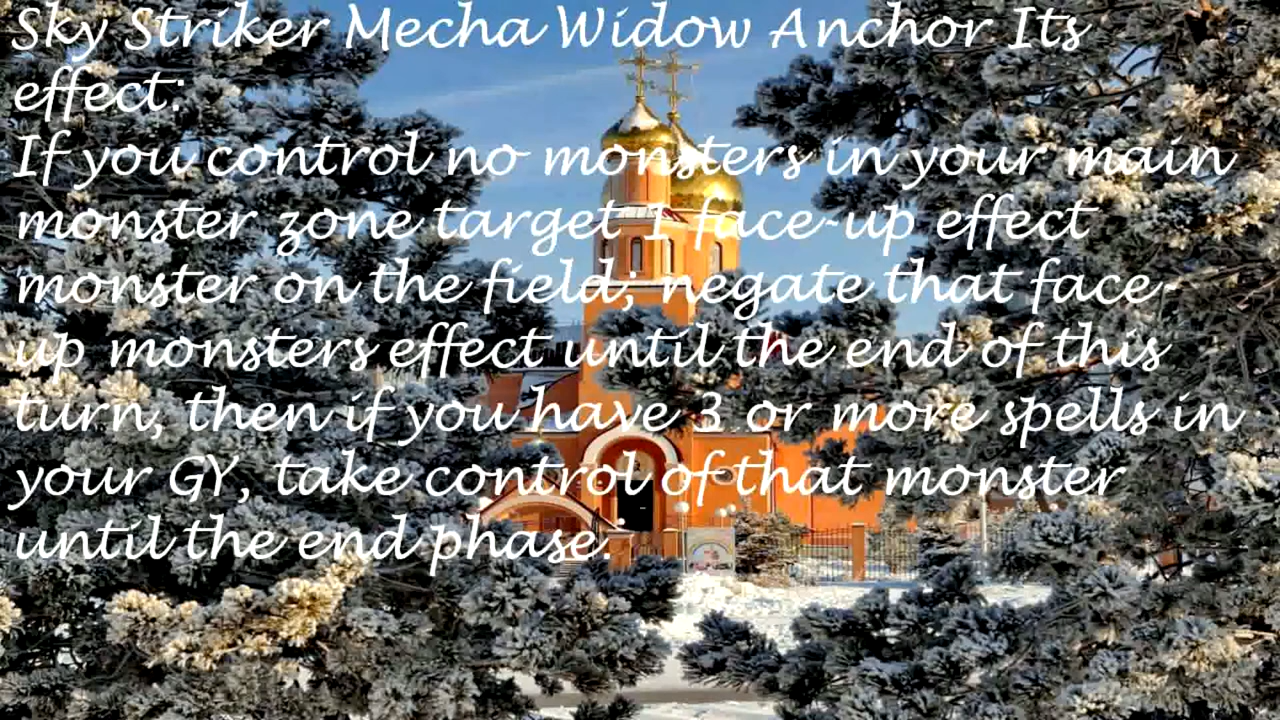 Sky Striker Mecha Widow Anchor Its
effect:
If you control no monsters in your main
monster zone target 1 face-up effect
monster on the field; negate that face-
up monsters effect until the end of this
turn, then if you have 3 or more spells in
your GY, take control of that monster
until the end phase.